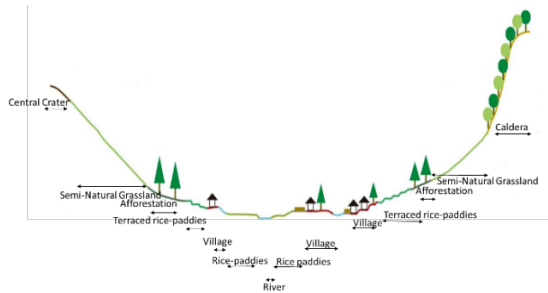 Central Crater
Caldera
Semi-Natural Grassland
Semi-Natural Grassland
Afforestation
Afforestation
Terraced rice-paddies
Terraced rice-paddies
Village
Village
Village
Rice-paddies
Rice paddies
River